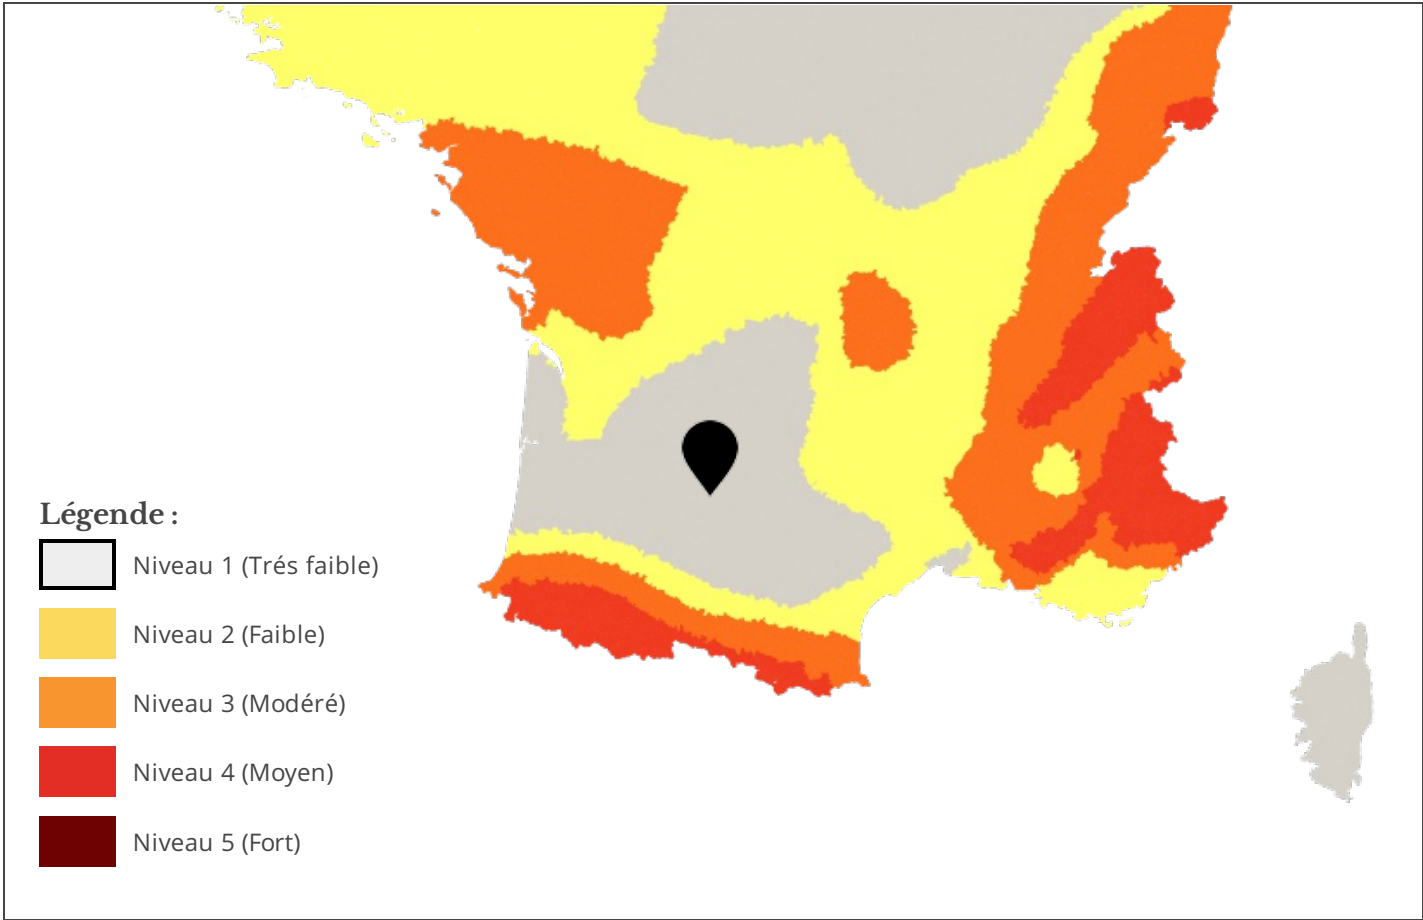 Légende :
Niveau 1 (Trés faible)
Niveau 2 (Faible)
Niveau 3 (Modéré)
Niveau 4 (Moyen)
Niveau 5 (Fort)